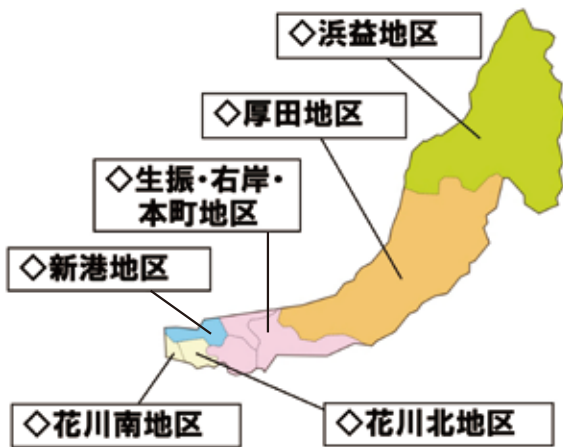 ◇浜益地区
◇厚田地区
◇生振・右岸・
本町地区
◇新港地区
◇花川南地区
◇花川北地区